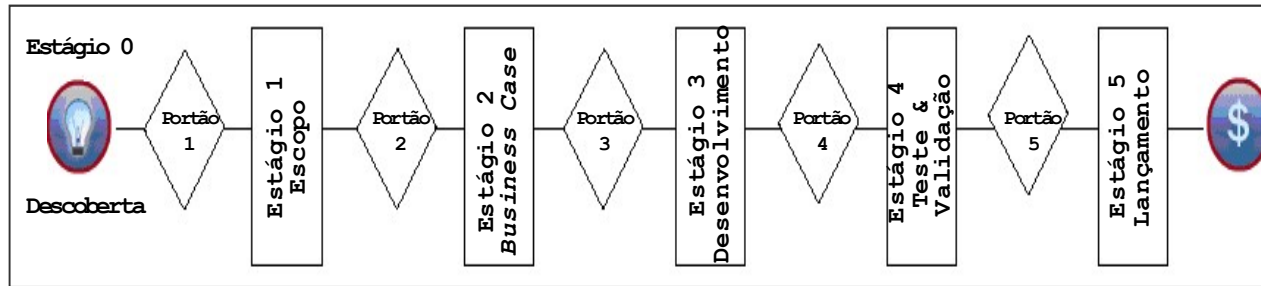 Estágio 0
Descoberta
Portão
1
Estágio 1
Escopo
Portão
2
Estágio 2
Business Case
Portão
3
Estágio 3
Desenvolvimento
Portão
4
Estágio 4
Teste &
Validação
Portão
5
Estágio 5
Lançamento
$